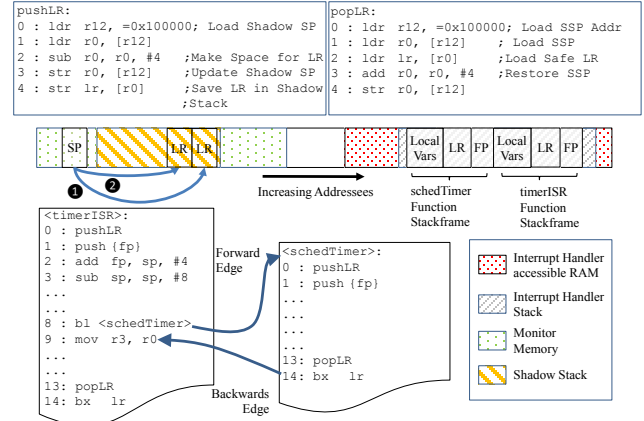 pushLR:
0 : ldr r12, =0x100000; Load Shadow SP
1 : ldr r0, [r12]
2 : sub r0, r0, #4 ;Make Space for LR
3 : str r0, [r12] ;Update Shadow SP
4 : str lr, [r0] ;Save LR in Shadow
;Stack
popLR:
0 : ldr r12, =0x100000; Load SSP Addr
1 : ldr r0, [r12] ; Load SSP
2 : ldr lr, [r0] ;Load Safe LR
3 : add r0, r0, #4 ;Restore SSP
4 : str r0, [r12]
SP
LR
LR
Local
Vars
LR
FP
Local
Vars
LR
FP
1
2
Increasing Addressees
schedTimer
Function
Stackframe
timerISR
Function
Stackframe
<timerISR>:
0 : pushLR
1 : push {fp}
2 : add fp, sp, #4
3 : sub sp, sp, #8
...
...
8 : bl <schedTimer>
9 : mov r3, r0
...
...
13: popLR
14: bx lr
Forward
Edge
Backwards
Edge
<schedTimer>:
0 : pushLR
1 : push {fp}
...
...
...
...
13: popLR
14: bx lr
Interrupt Handler
accessible RAM
Interrupt Handler
Stack
Monitor
Memory
Shadow Stack